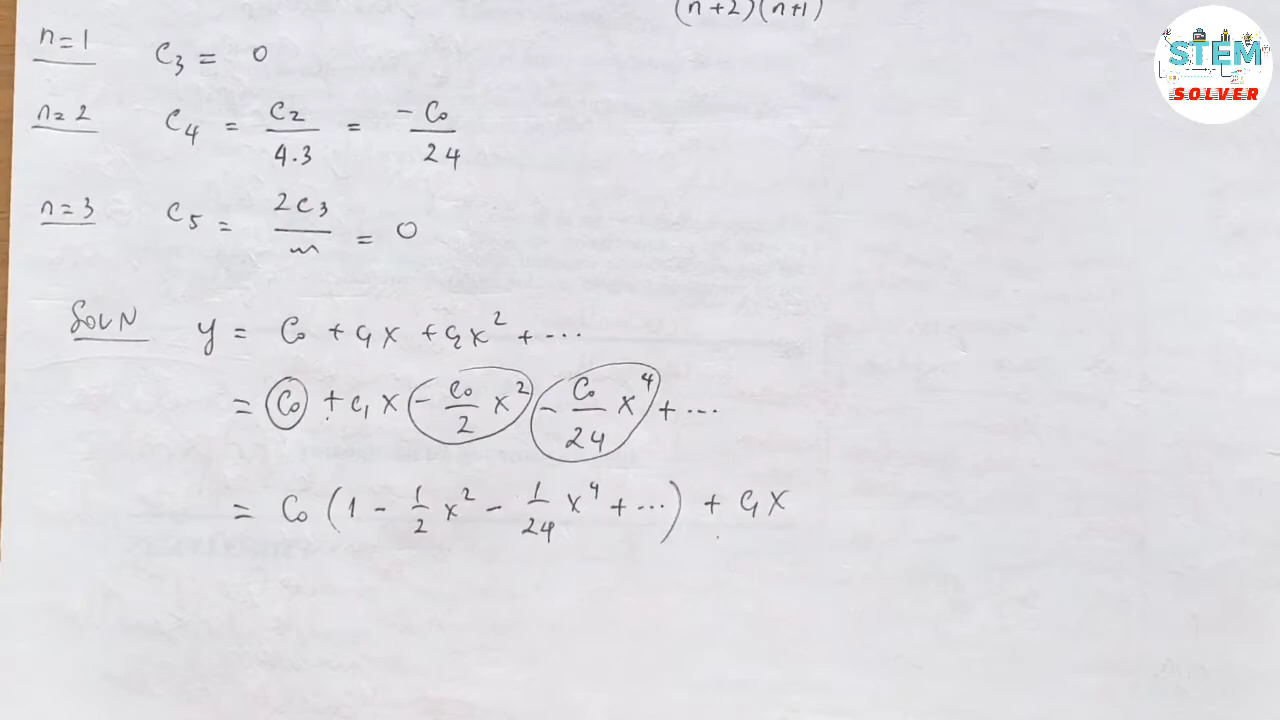 (n+2)(n+1)
STEM
SOLVER
n=1 C₃ = 0
n=2 C₄ = C₂/4.3 = -C₀/24
n=3 C₅ = 2C₃/m = 0
SOLN y = C₀ + C₁x + C₂x² + ...
= C₀ + C₁x - C₀/2 x² - C₀/24 x⁴ + ...
= C₀ (1 - 1/2 x² - 1/24 x⁴ + ...) + C₁x